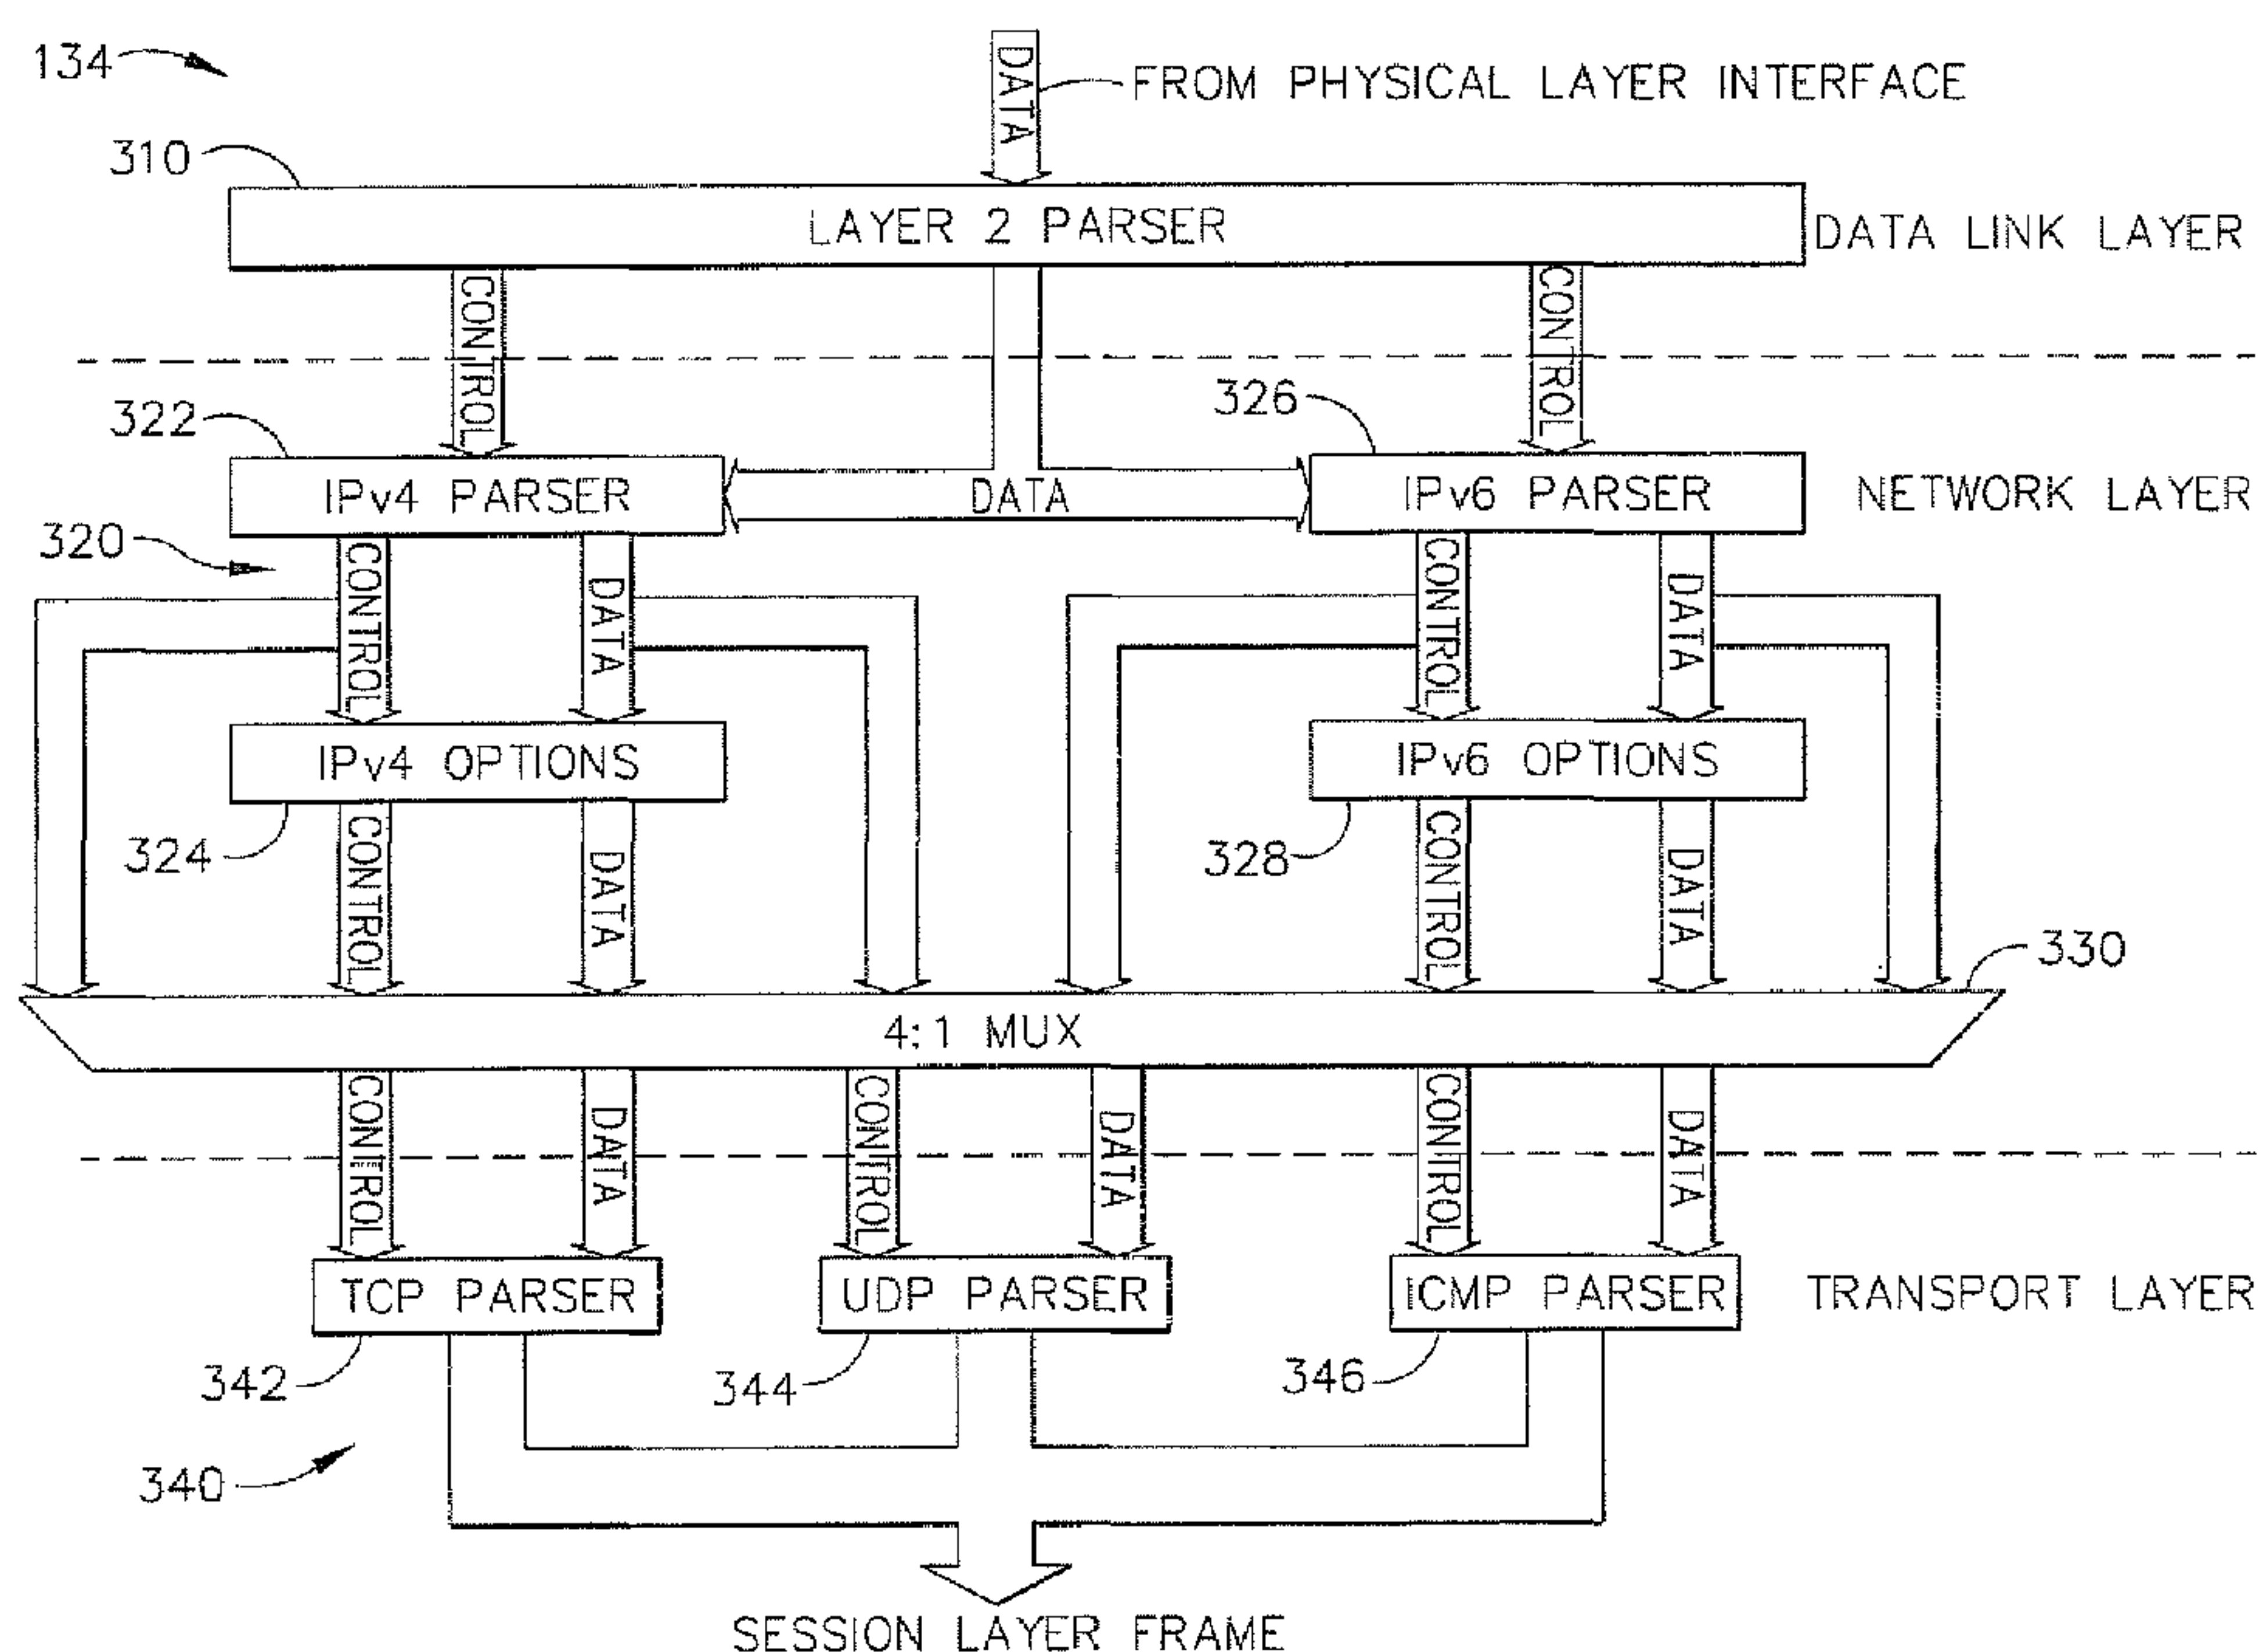 134
DATA
FROM PHYSICAL LAYER INTERFACE
310
LAYER 2 PARSER
DATA LINK LAYER
CONTROL
CONTROL
322
326
IPv4 PARSER
DATA
IPv6 PARSER
NETWORK LAYER
320
CONTROL
DATA
CONTROL
DATA
IPv4 OPTIONS
IPv6 OPTIONS
324
328
CONTROL
DATA
CONTROL
DATA
330
4:1 MUX
CONTROL
DATA
CONTROL
DATA
CONTROL
DATA
TCP PARSER
UDP PARSER
ICMP PARSER
TRANSPORT LAYER
342
344
346
340
SESSION LAYER FRAME